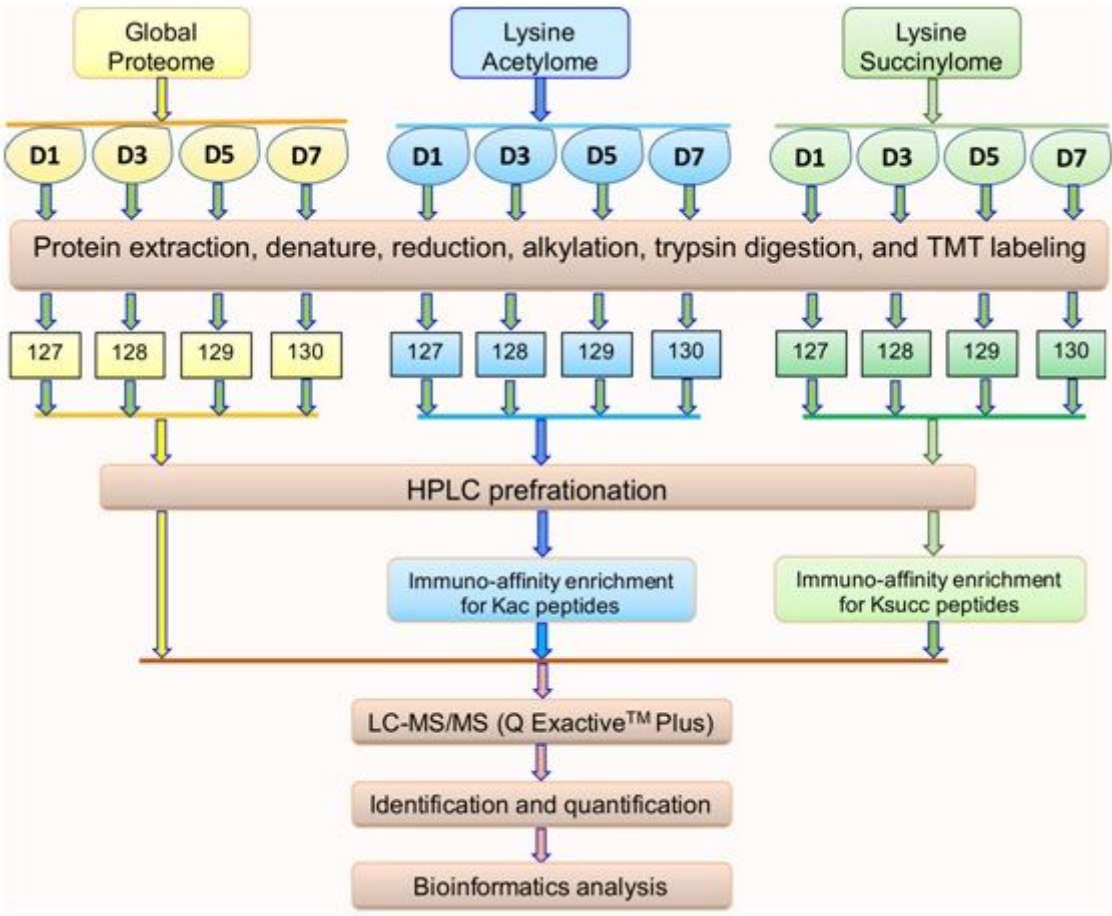 Global
Proteome
Lysine
Acetylome
Lysine
Succinylome
D1 D3 D5 D7 D1 D3 D5 D7 D1 D3 D5 D7
Protein extraction, denature, reduction, alkylation, trypsin digestion, and TMT labeling
127 128 129 130 127 128 129 130 127 128 129 130
HPLC prefrationation
Immuno-affinity enrichment
for Kac peptides
Immuno-affinity enrichment
for Ksucc peptides
LC-MS/MS (Q Exactive™ Plus)
Identification and quantification
Bioinformatics analysis